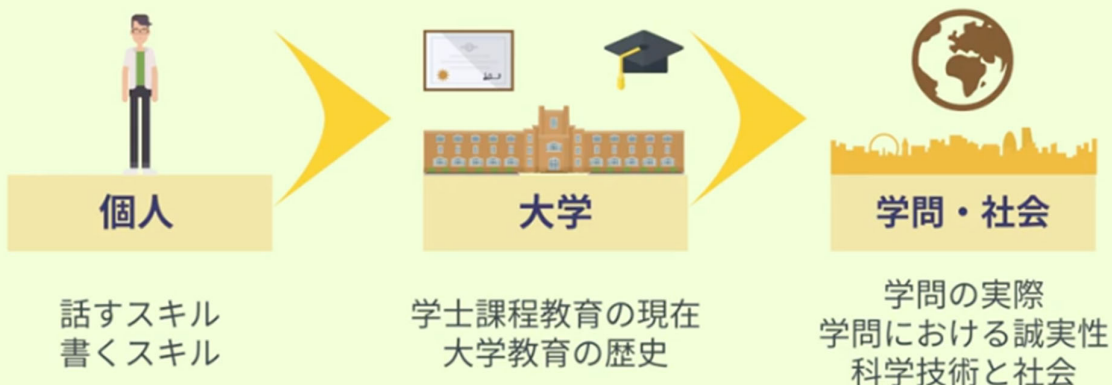 個人
話すスキル
書くスキル
大学
学士課程教育の現在
大学教育の歴史
学問・社会
学問の実際
学問における誠実性
科学技術と社会